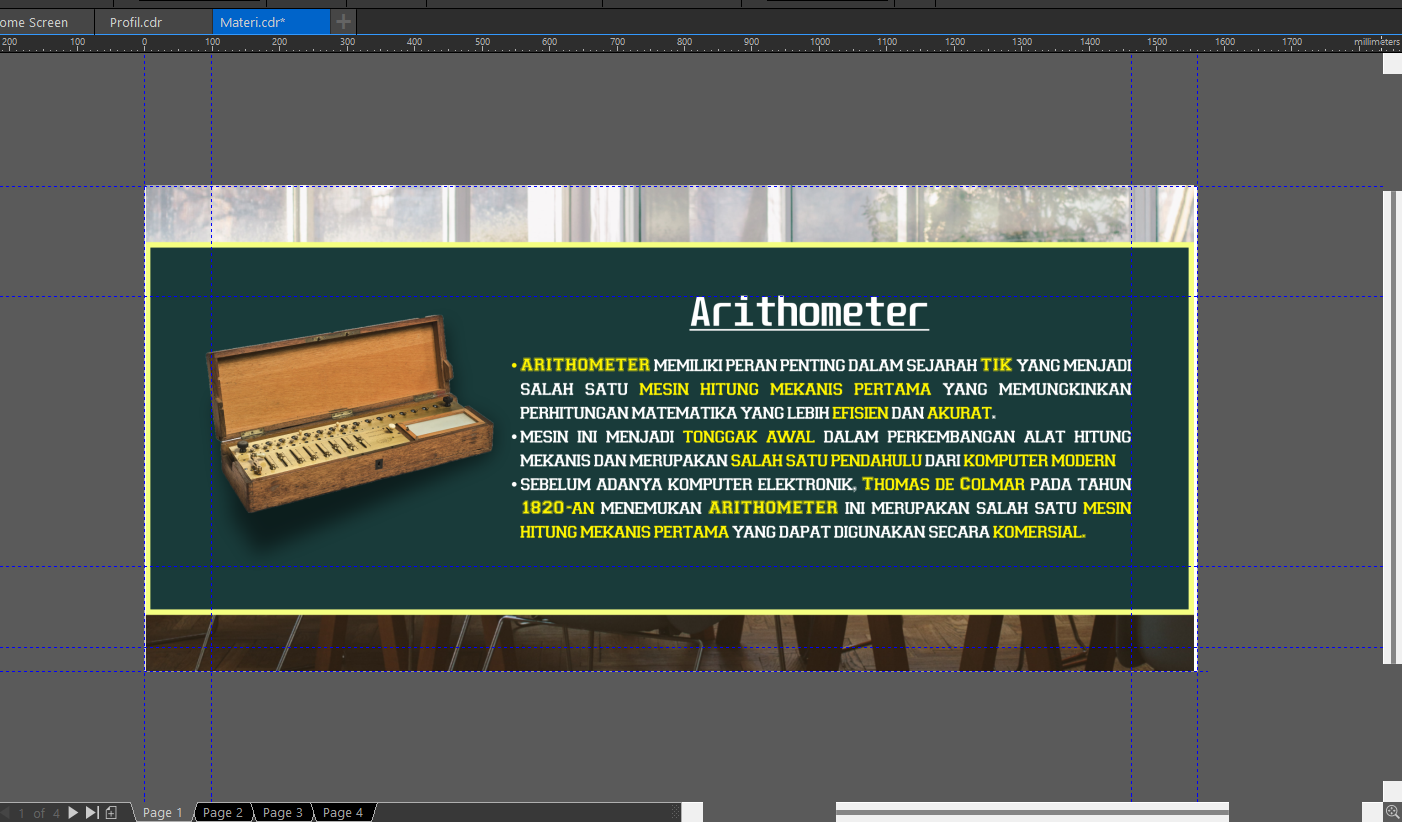 ome Screen Profil.cdr Materi.cdr*
200 100 0 100 200 300 400 500 600 700 800 900 1000 1100 1200 1300 1400 1500 1600 1700 millimeters
Arithometer
• ARITHOMETER MEMILIKI PERAN PENTING DALAM SEJARAH TIK YANG MENJADI
SALAH SATU MESIN HITUNG MEKANIS PERTAMA YANG MEMUNGKINKAN
PERHITUNGAN MATEMATIKA YANG LEBIH EFISIEN DAN AKURAT.
• MESIN INI MENJADI TONGGAK AWAL DALAM PERKEMBANGAN ALAT HITUNG
MEKANIS DAN MERUPAKAN SALAH SATU PENDAHULU DARI KOMPUTER MODERN
• SEBELUM ADANYA KOMPUTER ELEKTRONIK, THOMAS DE COLMAR PADA TAHUN
1820-AN MENEMUKAN ARITHOMETER INI MERUPAKAN SALAH SATU MESIN
HITUNG MEKANIS PERTAMA YANG DAPAT DIGUNAKAN SECARA KOMERSIAL.
1 of 4 Page 1 Page 2 Page 3 Page 4